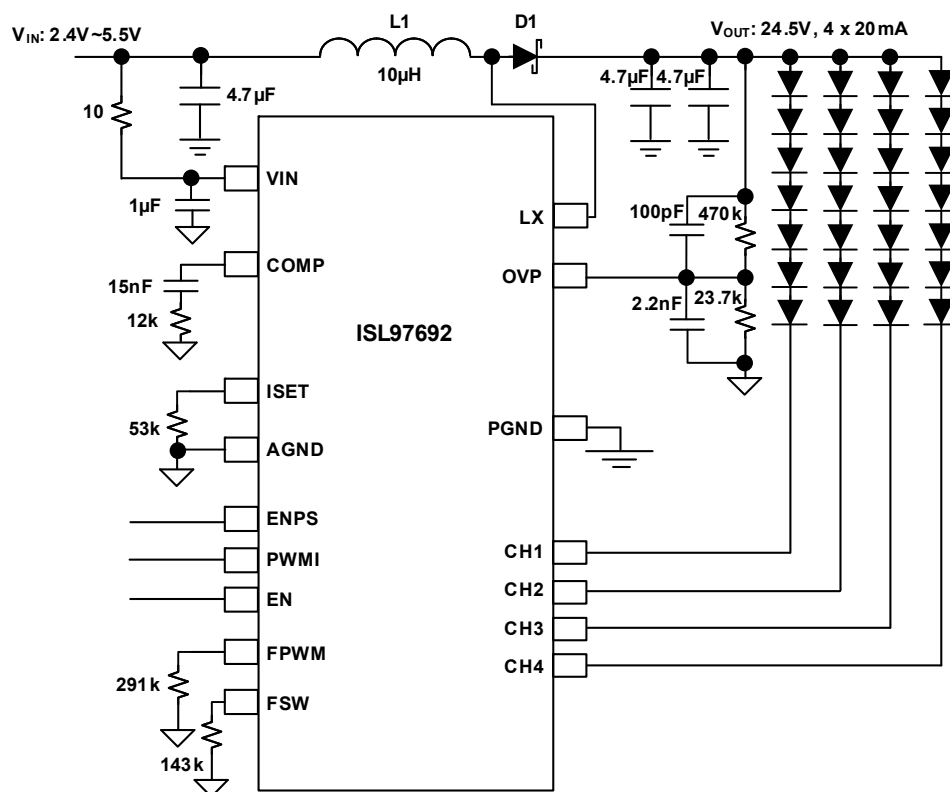 L1
D1
VIN: 2.4V~5.5V
VOUT: 24.5V, 4 x 20mA
10µH
4.7µF
4.7µF
4.7µF
10
VIN
1µF
LX
100pF
470k
COMP
OVP
15nF
2.2nF
23.7k
12k
ISL97692
ISET
53k
PGND
AGND
ENPS
PWMI
CH1
EN
CH2
CH3
FPWM
CH4
291k
FSW
143k